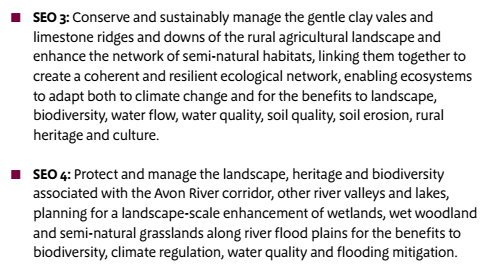 SEO 3: Conserve and sustainably manage the gentle clay vales and
limestone ridges and downs of the rural agricultural landscape and
enhance the network of semi-natural habitats, linking them together to
create a coherent and resilient ecological network, enabling ecosystems
to adapt both to climate change and for the benefits to landscape,
biodiversity, water flow, water quality, soil quality, soil erosion, rural
heritage and culture.
SEO 4: Protect and manage the landscape, heritage and biodiversity
associated with the Avon River corridor, other river valleys and lakes,
planning for a landscape-scale enhancement of wetlands, wet woodland
and semi-natural grasslands along river flood plains for the benefits to
biodiversity, climate regulation, water quality and flooding mitigation.